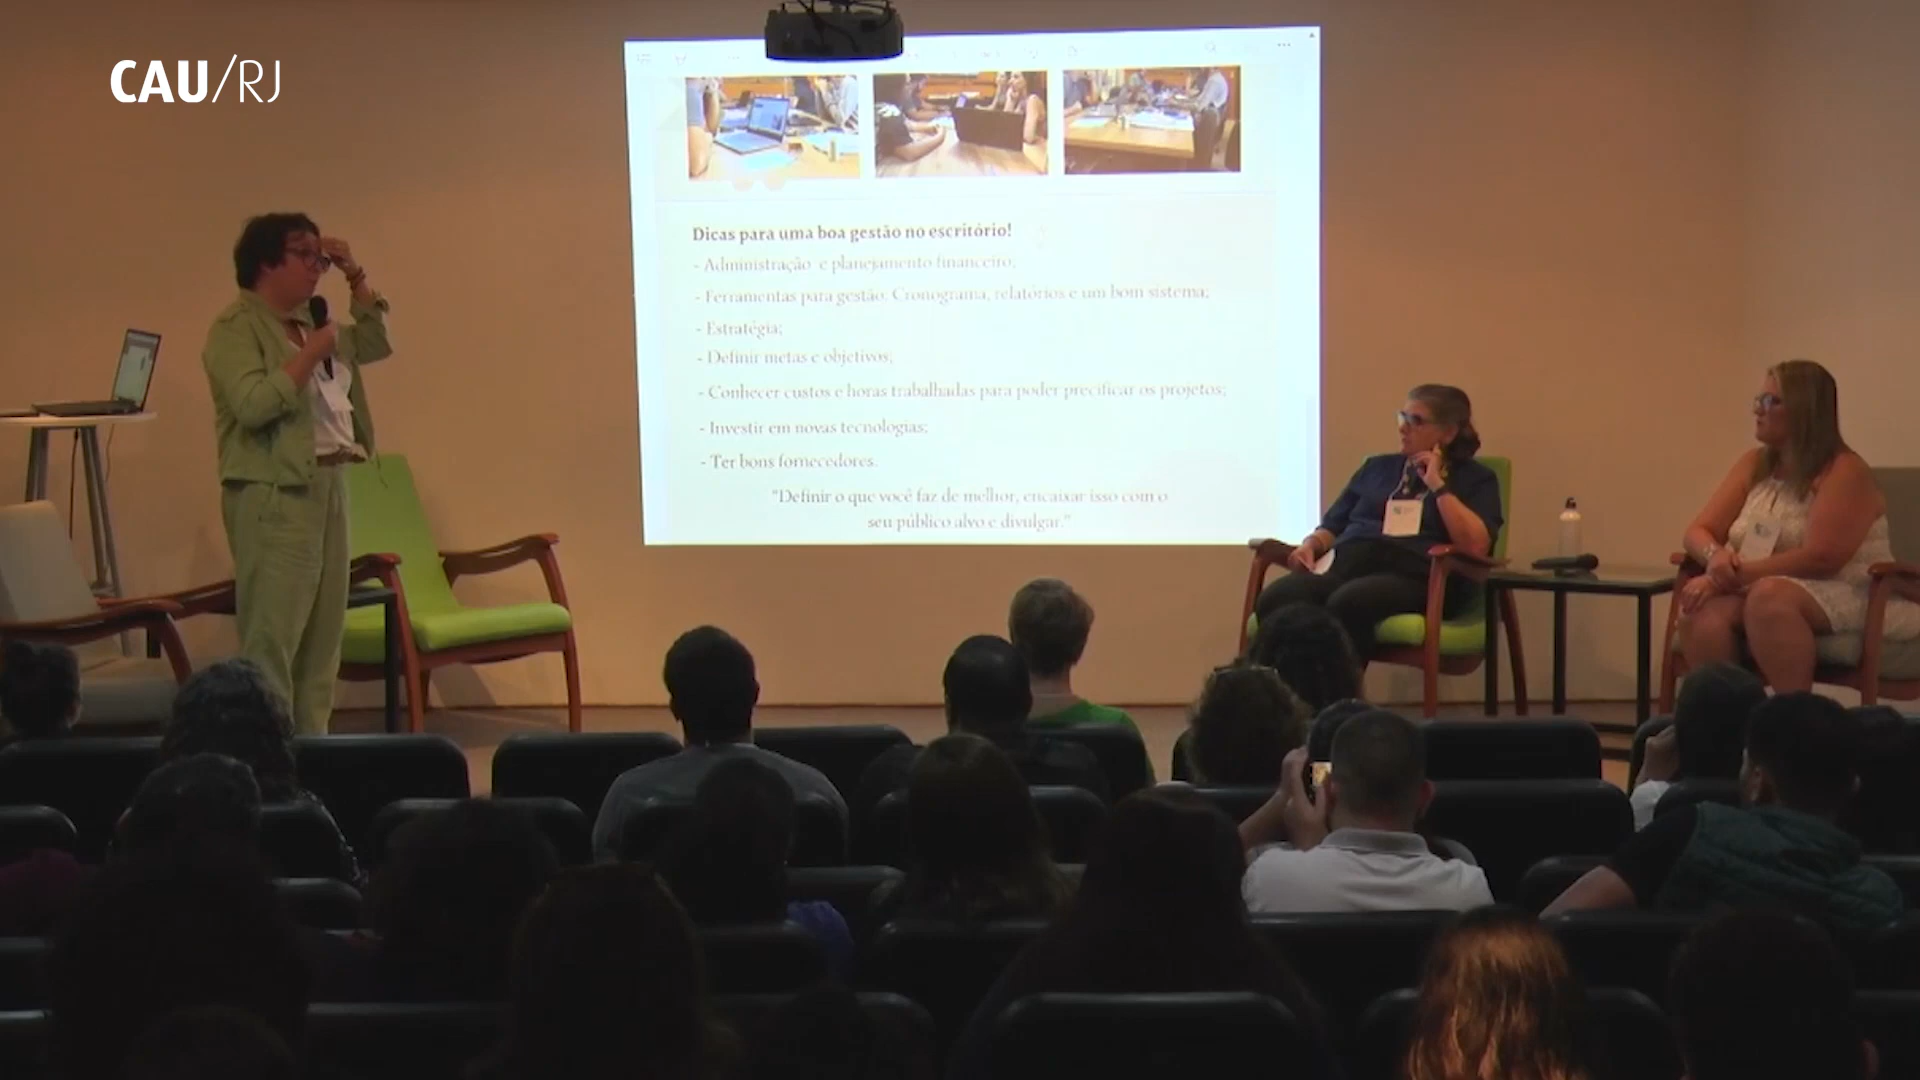 CAU/RJ
Dicas para uma boa gestão no escritório!
- Administração e planejamento financeiro;
- Ferramentas para gestão: Cronograma, relatórios e um bom sistema;
- Estratégia;
- Definir metas e objetivos;
- Conhecer custos e horas trabalhadas para poder precificar os projetos;
- Investir em novas tecnologias;
- Ter bons fornecedores.
"Definir o que você faz de melhor, encaixar isso com o
seu público alvo e divulgar."